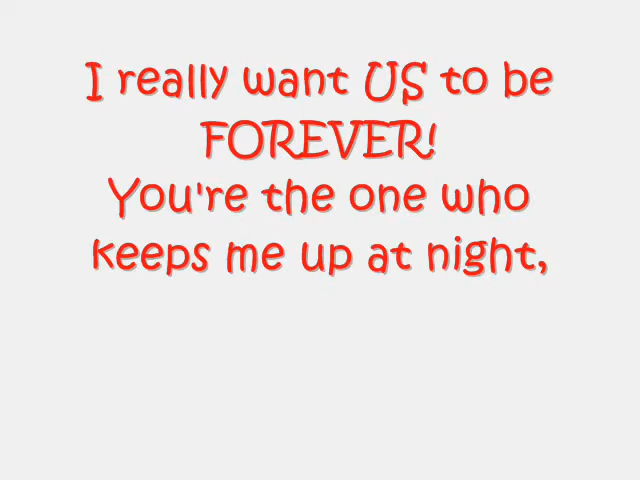 I really want US to be
FOREVER!
You're the one who
keeps me up at night,